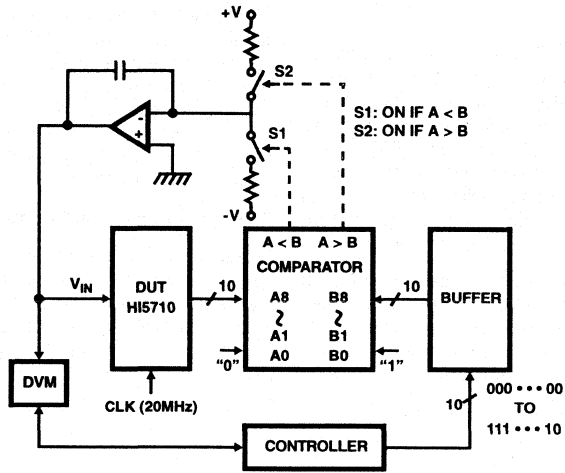 +V
S2
S1: ON IF A < B
S2: ON IF A > B
-
+
S1
-V
A < B A > B
COMPARATOR
A8 B8
A1 B1
A0 B0
VIN
DUT
HI5710
10
10
BUFFER
"0"
"1"
DVM
CLK (20MHz)
10
000 • • • • 00
TO
111 • • • 10
CONTROLLER